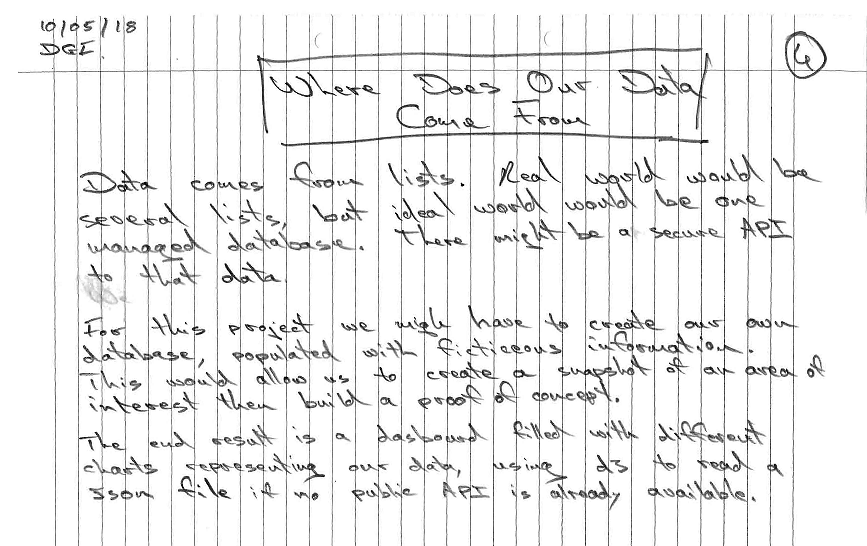 10/05/18
DGI.
4
Where Does Our Data
Come From
Data comes from lists. Real world would be
several lists, but ideal world would be one
managed database. There might be a secure API
to that data.
For this project we migh have to create our own
database, populated with ficticeous information.
This would allow us to create a snapshot of an area of
interest then build a proof of concept.
The end result is a dasboard filled with different
charts representing our data, using d3 to read a
Json file if no public API is already available.